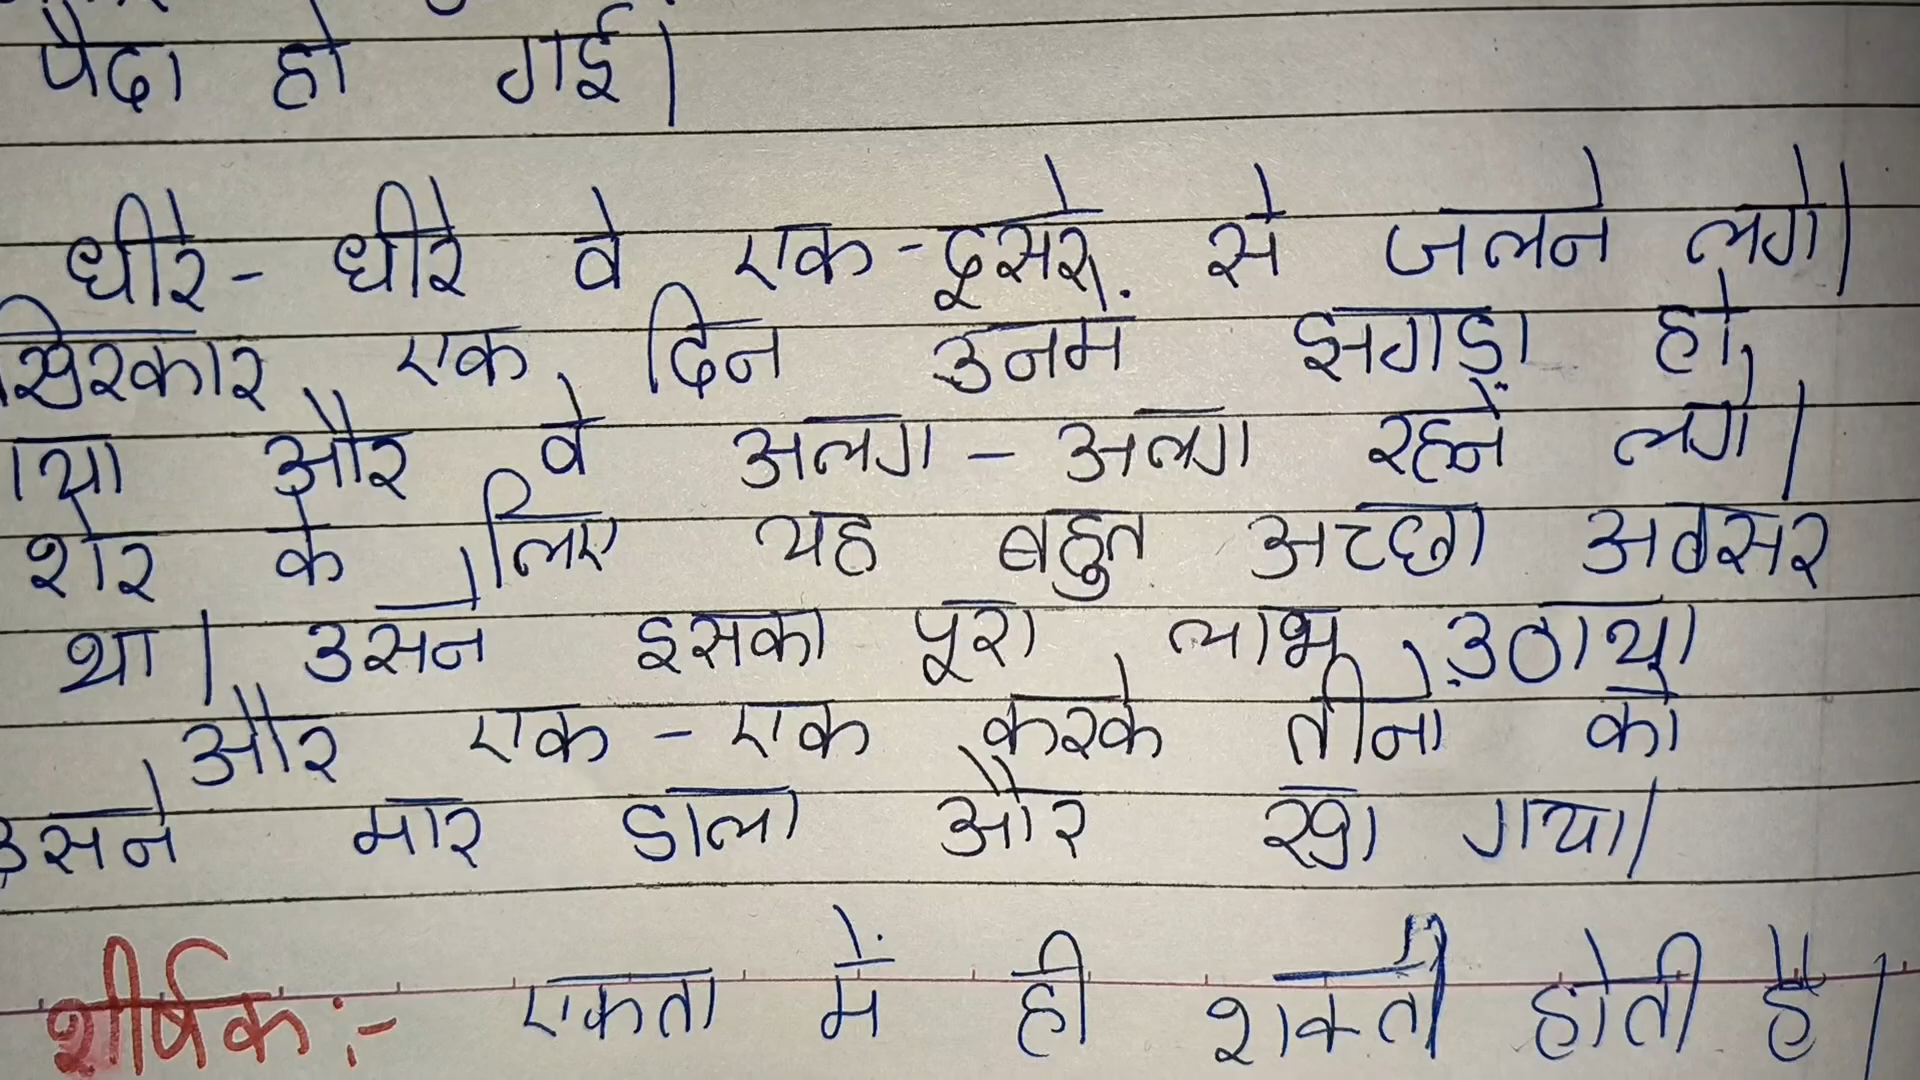 पैदा हो गई।
धीरे- धीरे वे एक-दूसरे से जलने लगे।
खिरकार एक दिन उनमें झगड़ा हो
गया और वे अलग-अलग रहने लगे।
शेर के लिए यह बहुत अच्छा अवसर
था। उसने इसका पूरा लाभ उठाया
और एक-एक करके तीनों को
उसने मार डाला और खा गया।
शीर्षक:- एकता में ही शक्ती होती है।